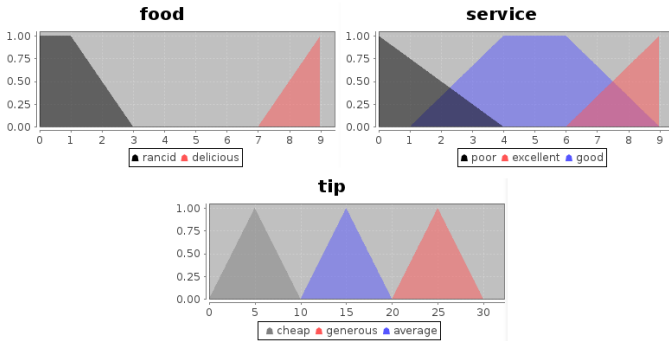 food
1.00
0.75
0.50
0.25
0.00
0 1 2 3 4 5 6 7 8 9
rancid delicious
service
1.00
0.75
0.50
0.25
0.00
0 1 2 3 4 5 6 7 8 9
poor excellent good
tip
1.00
0.75
0.50
0.25
0.00
0 5 10 15 20 25 30
cheap generous average